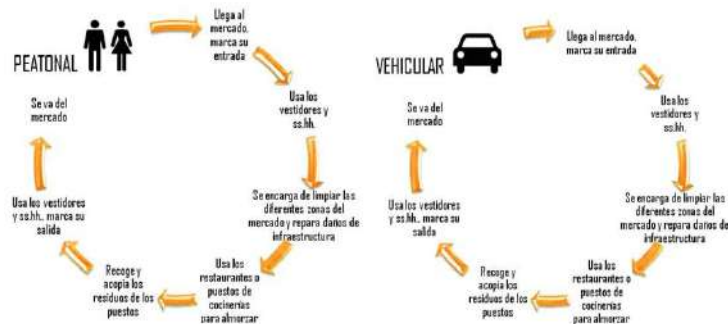 PEATONAL
Llega al
mercado,
marca su
entrada
Usa los
vestidores y
ss.hh.
Se encarga de limpiar las
diferentes zonas del
mercado y repara daños de
infraestructura
Usa los
restaurantes o
puestos de
cocinerías
para almorzar
Recoge y
acopia los
residuos de los
puestos
Usa los vestidores
y ss.hh., marca su
salida
Se va del
mercado
VEHICULAR
Llega al mercado,
marca su entrada
Usa los
vestidores y
ss.hh.
Se encarga de limpiar las
diferentes zonas del
mercado y repara daños de
infraestructura
Usa los
restaurantes o
puestos de
cocinerías
para almorzar
Recoge y
acopia los
residuos de los
puestos
Usa los vestidores
y ss.hh., marca su
salida
Se va del
mercado